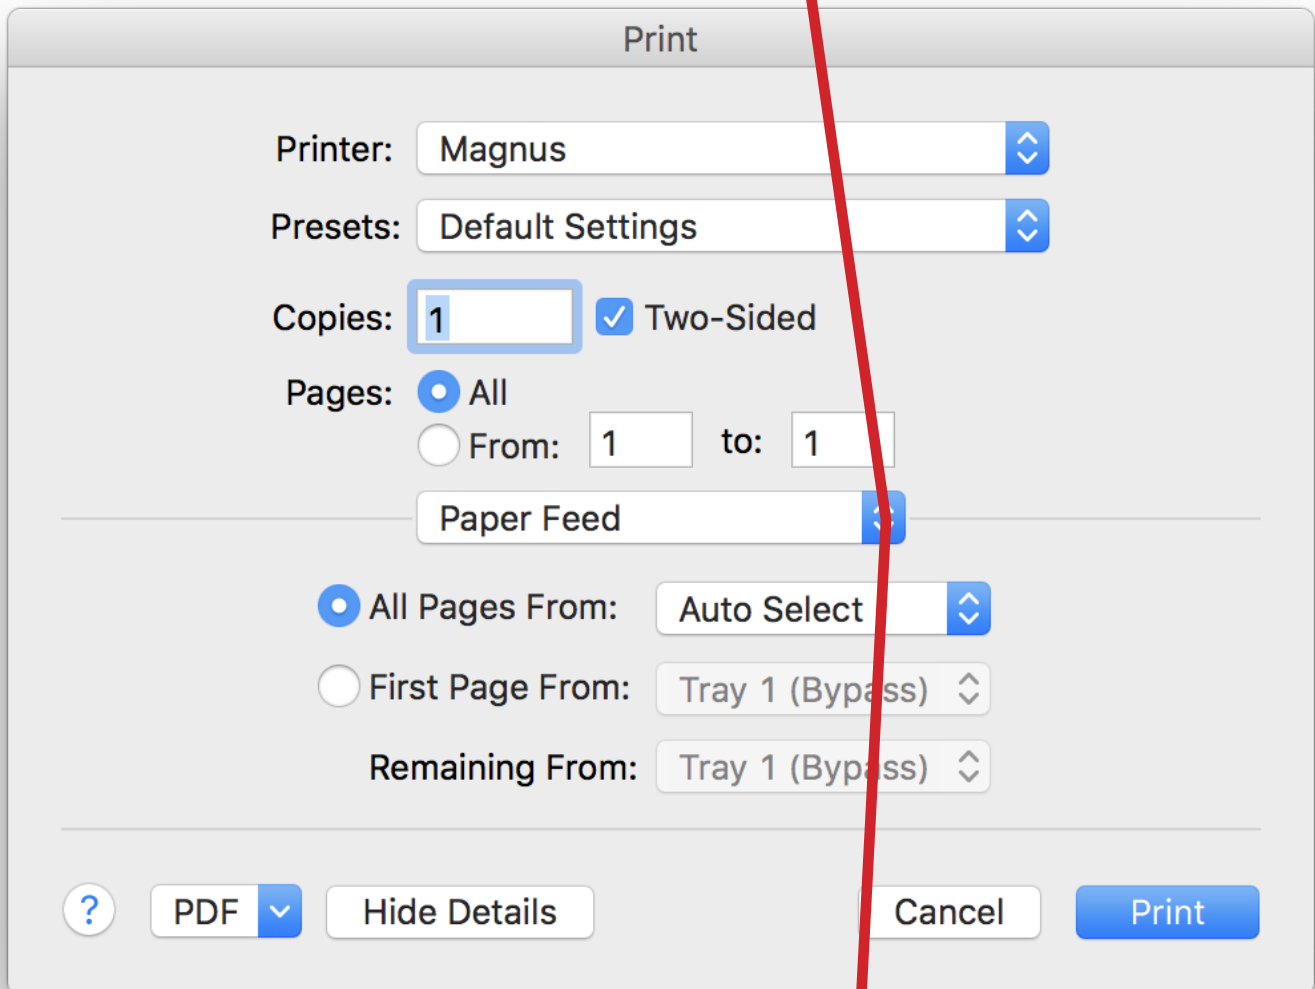 Print
Printer: Magnus
Presets: Default Settings
Copies: 1 Two-Sided
Pages: All
From: 1 to: 1
Paper Feed
All Pages From: Auto Select
First Page From: Tray 1 (Bypass)
Remaining From: Tray 1 (Bypass)
? PDF Hide Details Cancel Print